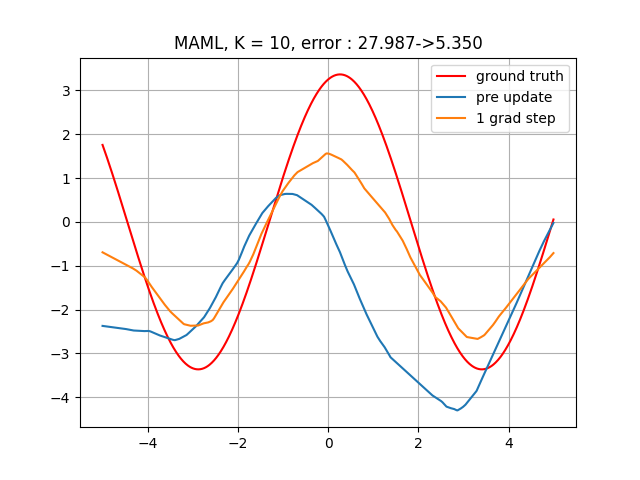 MAML, K = 10, error : 27.987->5.350
ground truth
pre update
1 grad step
3
2
1
0
−1
−2
−3
−4
−4 −2 0 2 4